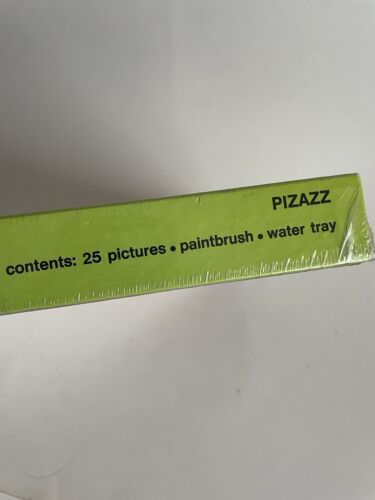 PIZAZZ
contents: 25 pictures • paintbrush • water tray